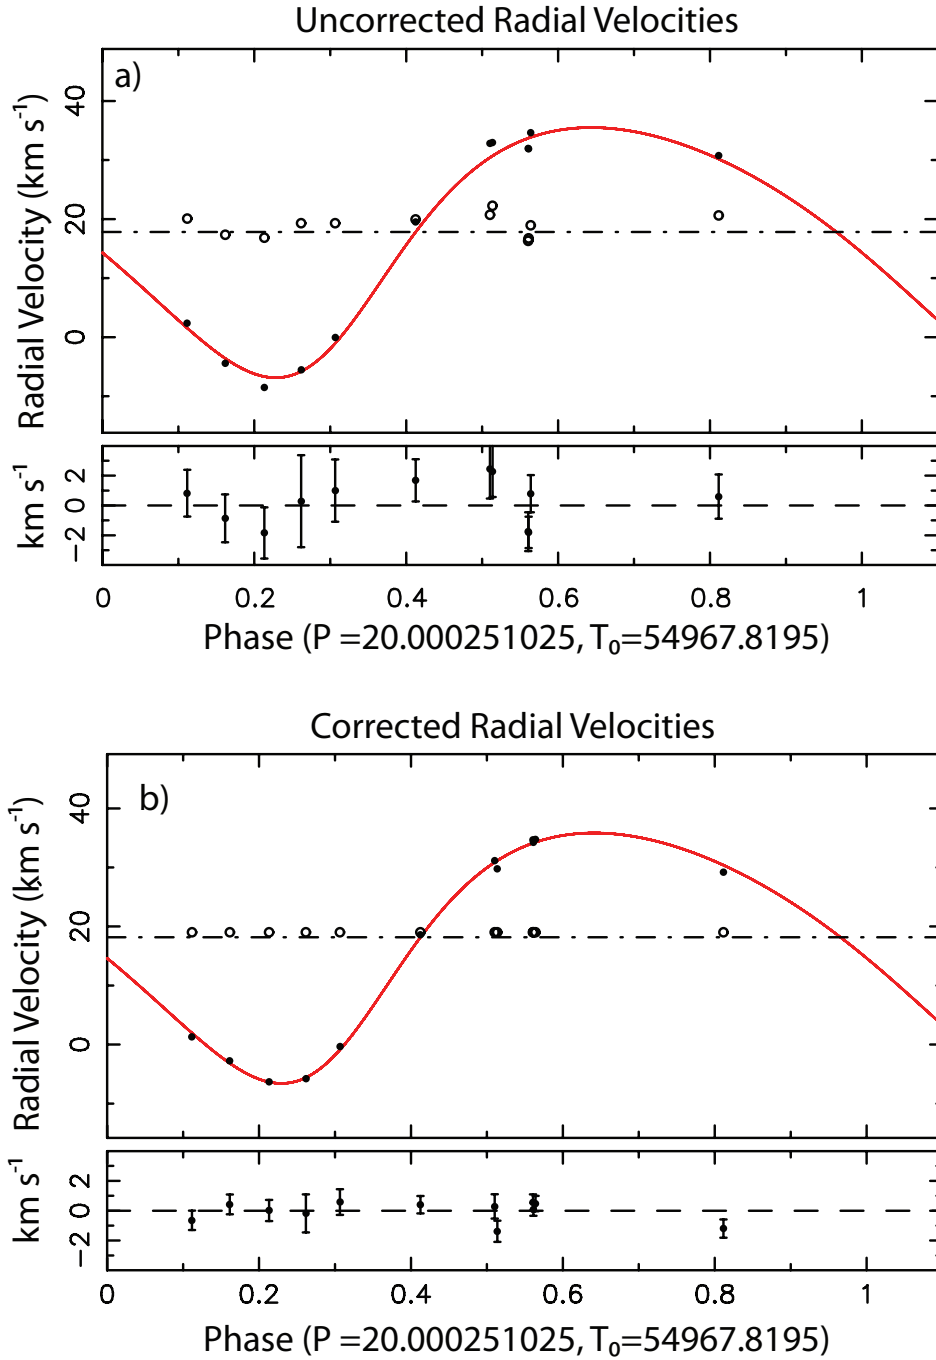 Uncorrected Radial Velocities
a)
Radial Velocity (km s⁻¹)
40
20
0
km s⁻¹
2
0
−2
0 0.2 0.4 0.6 0.8 1
Phase (P =20.000251025, T₀=54967.8195)
Corrected Radial Velocities
b)
Radial Velocity (km s⁻¹)
40
20
0
km s⁻¹
2
0
−2
0 0.2 0.4 0.6 0.8 1
Phase (P =20.000251025, T₀=54967.8195)